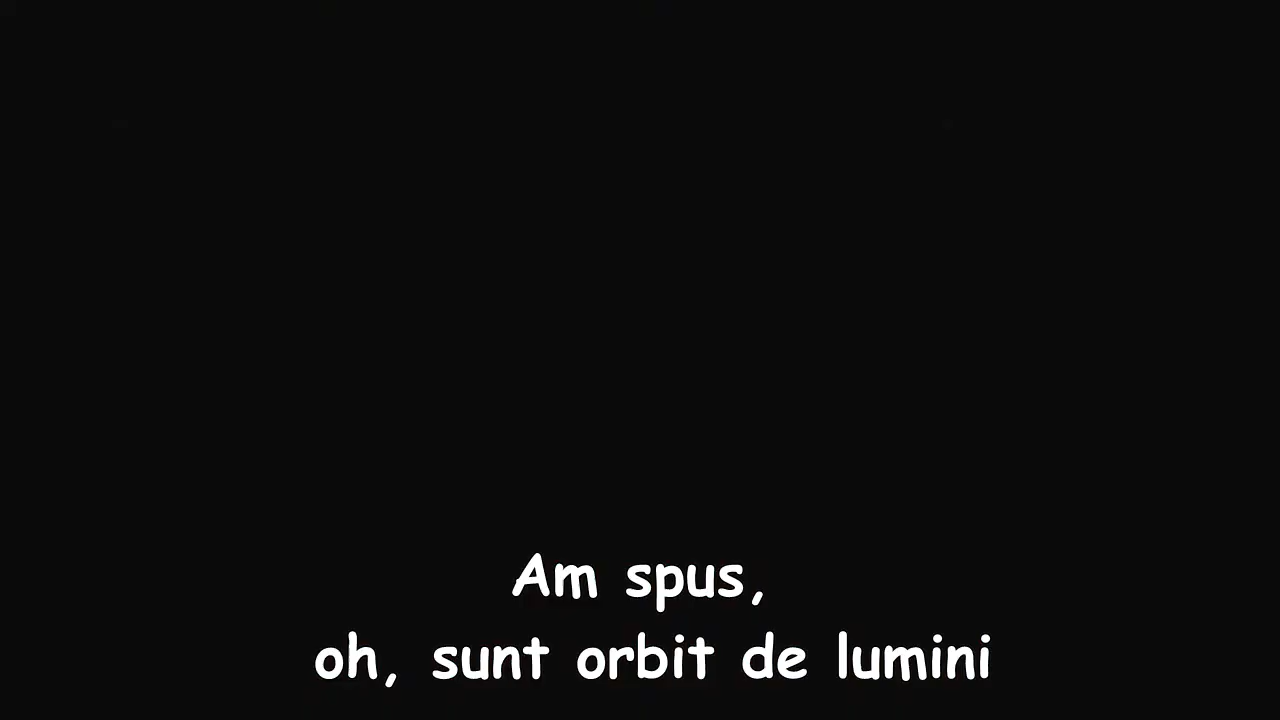 Am spus,
oh, sunt orbit de lumini